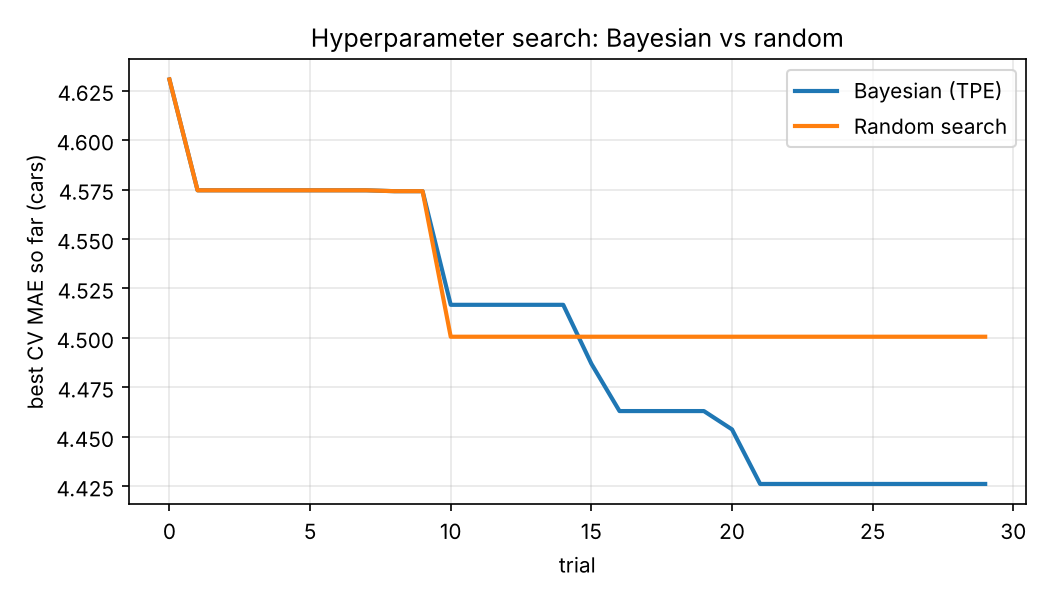 Hyperparameter search: Bayesian vs random
Bayesian (TPE)
Random search
best CV MAE so far (cars)
4.625
4.600
4.575
4.550
4.525
4.500
4.475
4.450
4.425
0 5 10 15 20 25 30
trial